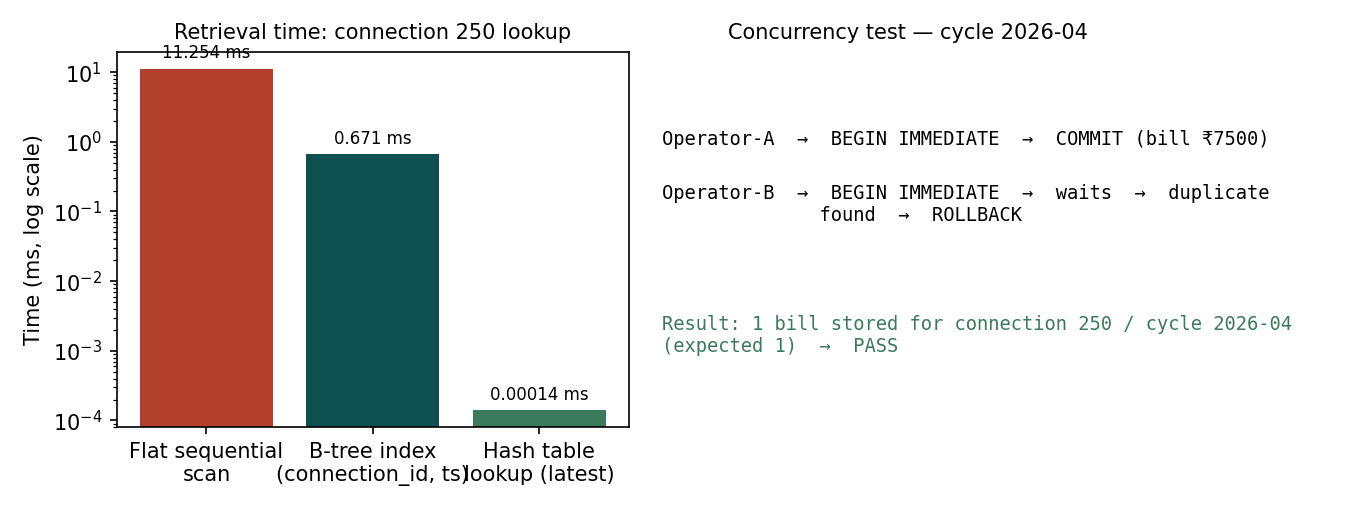 Retrieval time: connection 250 lookup
Time (ms, log scale)
10¹
10⁰
10⁻¹
10⁻²
10⁻³
10⁻⁴
11.254 ms
0.671 ms
0.00014 ms
Flat sequential
scan
B-tree index
(connection_id, ts)
Hash table
lookup (latest)
Concurrency test — cycle 2026-04
Operator-A → BEGIN IMMEDIATE → COMMIT (bill ₹7500)
Operator-B → BEGIN IMMEDIATE → waits → duplicate
found → ROLLBACK
Result: 1 bill stored for connection 250 / cycle 2026-04
(expected 1) → PASS